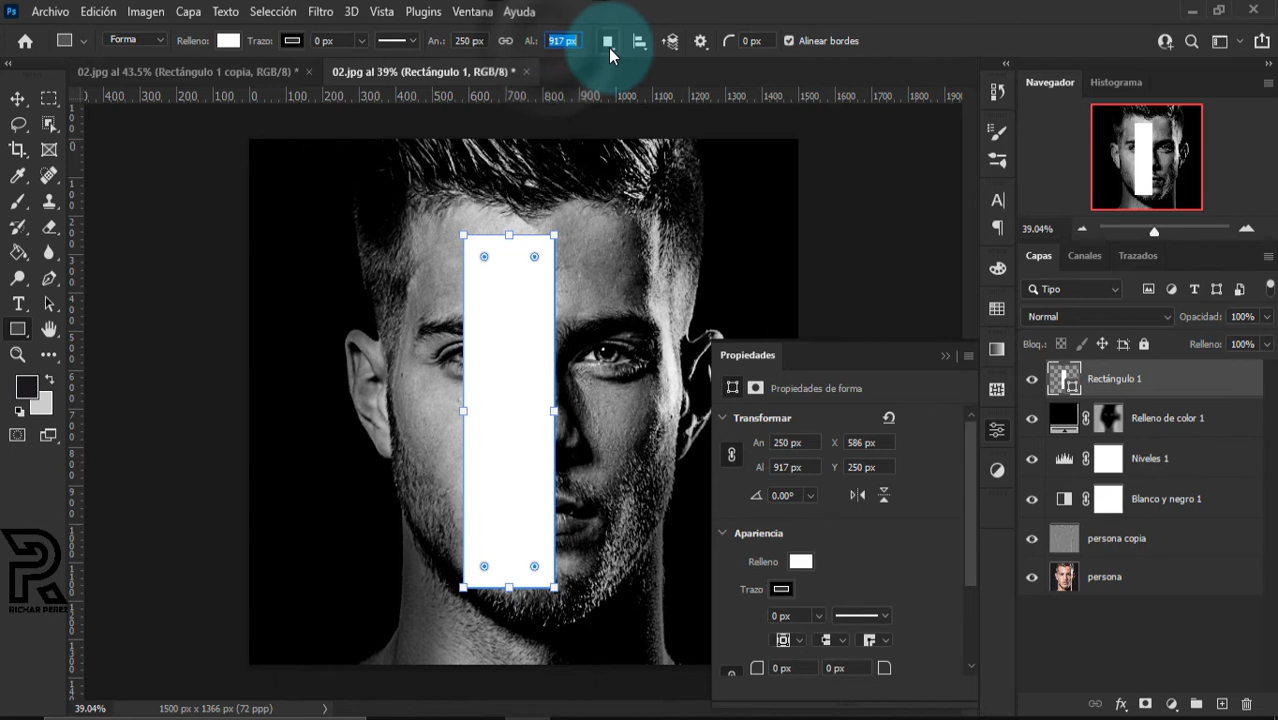 Ps Archivo Edición Imagen Capa Texto Selección Filtro 3D Vista Plugins Ventana Ayuda
Forma Relleno: Trazo: 0 px An.: 250 px Al.: 917 px 0 px Alinear bordes
02.jpg al 43.5% (Rectángulo 1 copia, RGB/8) * × 02.jpg al 39% (Rectángulo 1, RGB/8) * ×
400 300 200 100 0 100 200 300 400 500 600 700 800 900 1000 1100 1200 1300 1400 1500 1600 1700 1800 1900
Navegador Histograma
39.04%
Capas Canales Trazados
Tipo
Normal Opacidad: 100%
Bloq.: Relleno: 100%
Rectángulo 1
Relleno de color 1
Niveles 1
Blanco y negro 1
persona copia
persona
Propiedades
Propiedades de forma
Transformar
An 250 px X 586 px
Al 917 px Y 250 px
0.00°
Apariencia
Relleno
Trazo
0 px
0 px 0 px
RICHAR PEREZ
39.04% 1500 px x 1366 px (72 ppp)